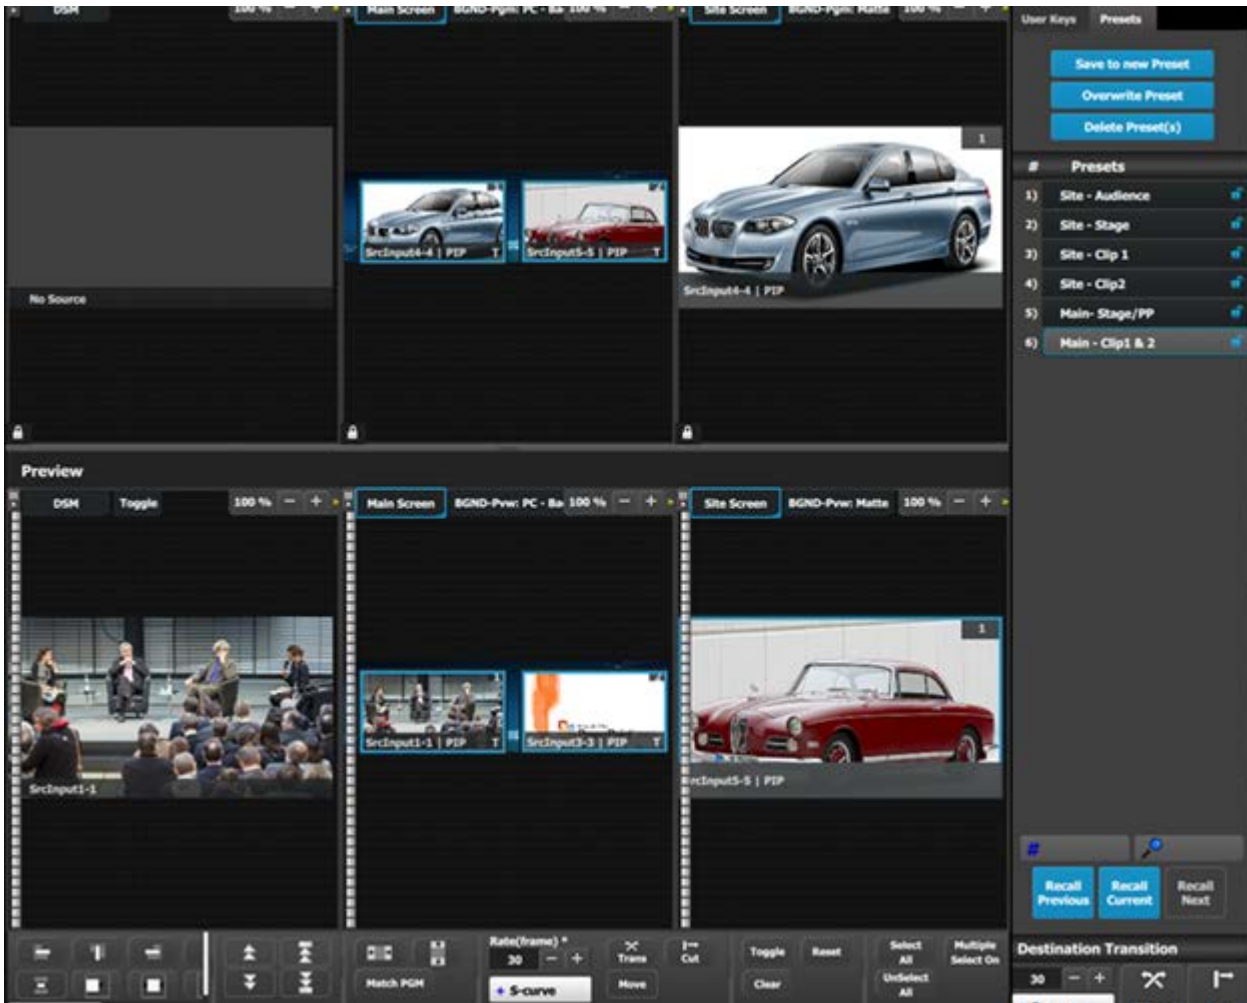 DSM 100 % − +
Main Screen BGND-Pgm: PC - Ba 100 % − +
Site Screen BGND-Pgm: Matte 100 % − +
1
SrcInput4-4 | PIP T
SrcInput5-5 | PIP T
SrcInput4-4 | PIP
No Source
Preview
DSM Toggle 100 % − +
Main Screen BGND-Pvw: PC - Ba 100 % − +
Site Screen BGND-Pvw: Matte 100 % − +
1
SrcInput1-1 | PIP T
SrcInput3-3 | PIP T
rcInput5-5 | PIP
SrcInput1-1
Match PGM
Rate(frame) *
30 − +
+ S-curve
Trans
Cut
Move
Toggle
Reset
Clear
Select
All
UnSelect
All
Multiple
Select On
User Keys Presets
Save to new Preset
Overwrite Preset
Delete Preset(s)
# Presets
1) Site - Audience
2) Site - Stage
3) Site - Clip 1
4) Site - Clip2
5) Main- Stage/PP
6) Main - Clip1 & 2
#
Recall
Previous
Recall
Current
Recall
Next
Destination Transition
30 − +